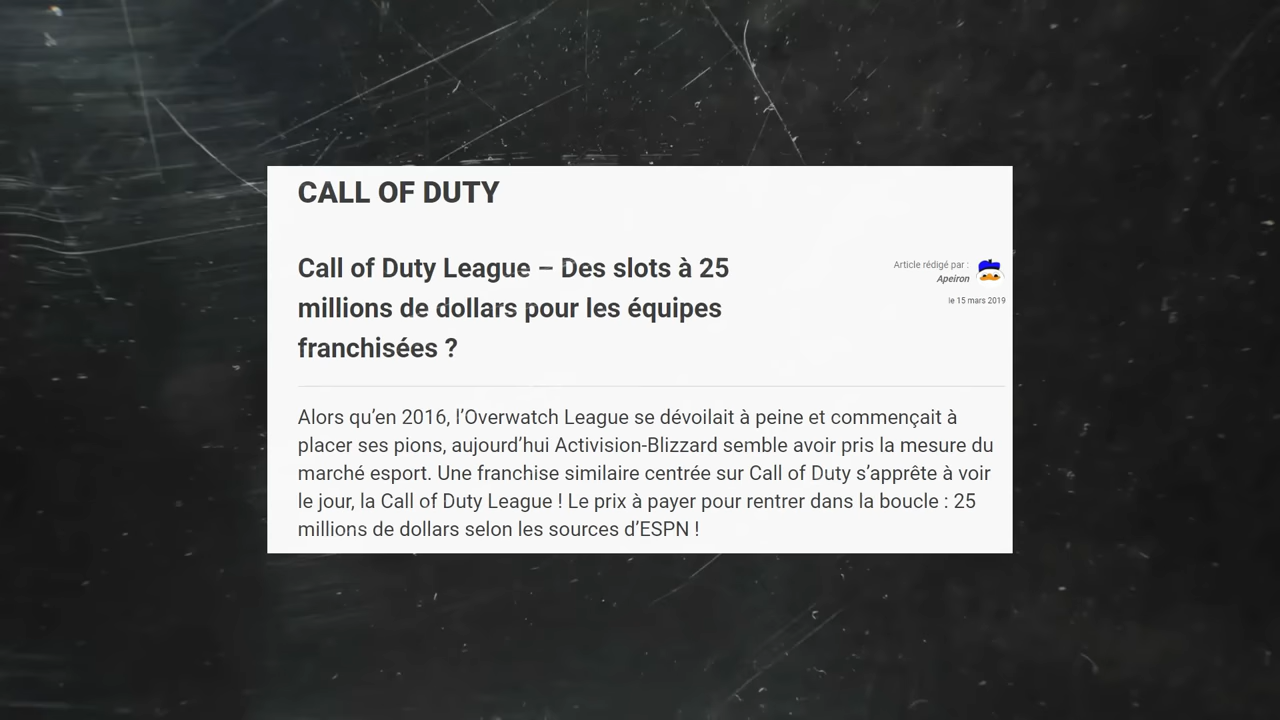 CALL OF DUTY
Call of Duty League – Des slots à 25
millions de dollars pour les équipes
franchisées ?
Article rédigé par :
Apeiron
le 15 mars 2019
Alors qu’en 2016, l’Overwatch League se dévoilait à peine et commençait à
placer ses pions, aujourd’hui Activision-Blizzard semble avoir pris la mesure du
marché esport. Une franchise similaire centrée sur Call of Duty s’apprête à voir
le jour, la Call of Duty League ! Le prix à payer pour rentrer dans la boucle : 25
millions de dollars selon les sources d’ESPN !